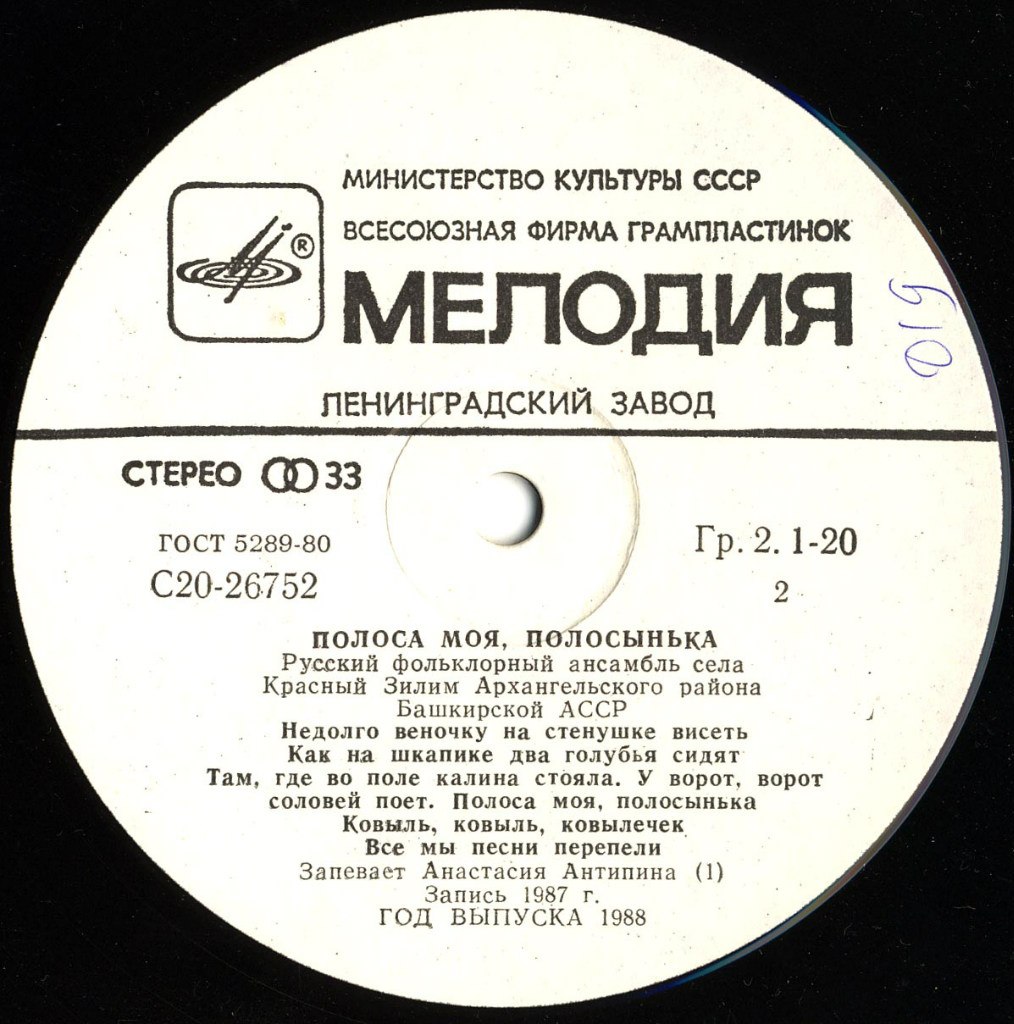 МИНИСТЕРСТВО КУЛЬТУРЫ СССР
ВСЕСОЮЗНАЯ ФИРМА ГРАМПЛАСТИНОК
®
МЕЛОДИЯ
ЛЕНИНГРАДСКИЙ ЗАВОД
СТЕРЕО 33
ГОСТ 5289-80
С20-26752
Гр. 2. 1-20
2
ПОЛОСА МОЯ, ПОЛОСЫНЬКА
Русский фольклорный ансамбль села
Красный Зилим Архангельского района
Башкирской АССР
Недолго веночку на стенушке висеть
Как на шкапике два голубья сидят
Там, где во поле калина стояла. У ворот, ворот
соловей поет. Полоса моя, полосынька
Ковыль, ковыль, ковылечек
Все мы песни перепели
Запевает Анастасия Антипина (1)
Запись 1987 г.
ГОД ВЫПУСКА 1988